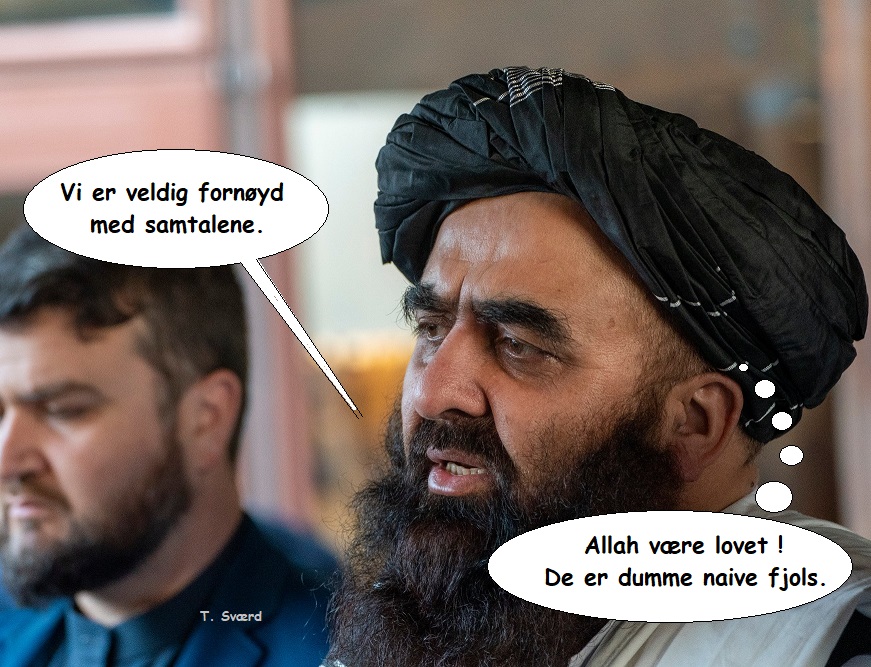 Vi er veldig fornøyd
med samtalene.
Allah være lovet !
De er dumme naive fjols.
T. Sværd